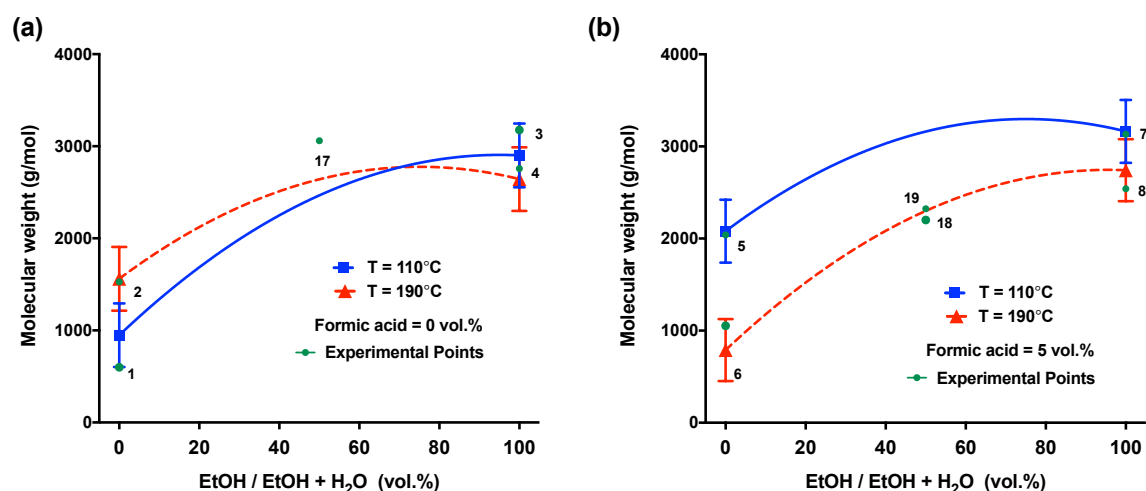 (a)
Molecular weight (g/mol)
4000
3000
2000
1000
0
17
3
4
2
1
T = 110°C
T = 190°C
Formic acid = 0 vol.%
Experimental Points
0 20 40 60 80 100
EtOH / EtOH + H₂O (vol.%)
(b)
Molecular weight (g/mol)
4000
3000
2000
1000
0
7
8
19
18
5
6
T = 110°C
T = 190°C
Formic acid = 5 vol.%
Experimental Points
0 20 40 60 80 100
EtOH / EtOH + H₂O (vol.%)